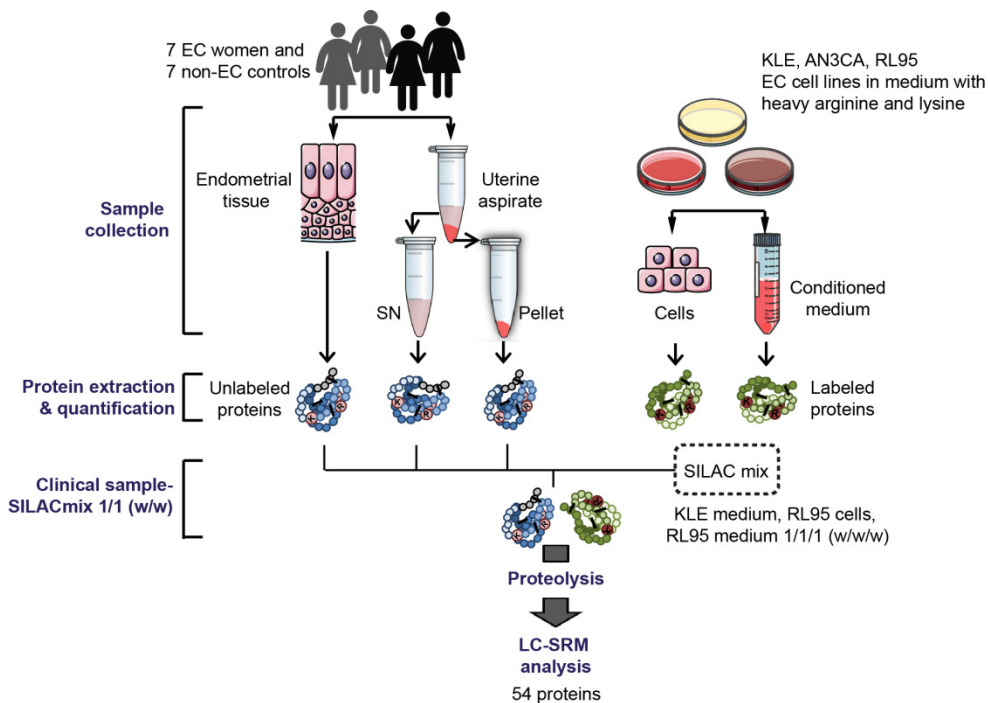 7 EC women and
7 non-EC controls
KLE, AN3CA, RL95
EC cell lines in medium with
heavy arginine and lysine
Sample
collection
Endometrial
tissue
Uterine
aspirate
SN
Pellet
Cells
Conditioned
medium
Protein extraction
& quantification
Unlabeled
proteins
K
K
R
K
K
R
K
R
Labeled
proteins
Clinical sample-
SILACmix 1/1 (w/w)
SILAC mix
KLE medium, RL95 cells,
RL95 medium 1/1/1 (w/w/w)
Proteolysis
LC-SRM
analysis
54 proteins